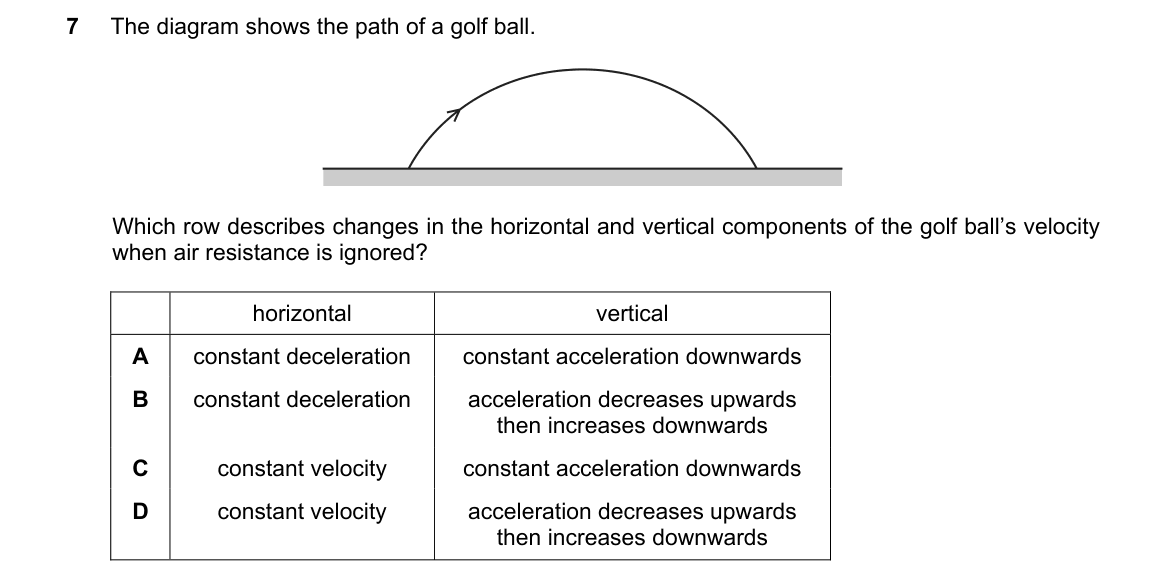 7 The diagram shows the path of a golf ball.
Which row describes changes in the horizontal and vertical components of the golf ball’s velocity
when air resistance is ignored?
horizontal vertical
A constant deceleration constant acceleration downwards
B constant deceleration acceleration decreases upwards
then increases downwards
C constant velocity constant acceleration downwards
D constant velocity acceleration decreases upwards
then increases downwards